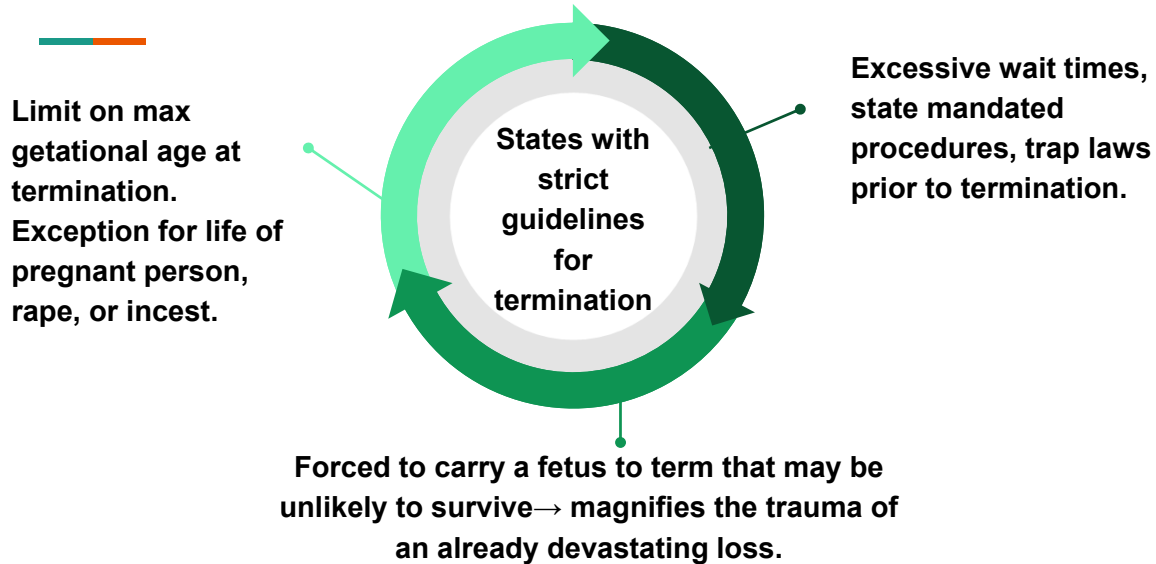 Limit on max
getational age at
termination.
Exception for life of
pregnant person,
rape, or incest.
States with
strict
guidelines
for
termination
Excessive wait times,
state mandated
procedures, trap laws
prior to termination.
Forced to carry a fetus to term that may be
unlikely to survive→ magnifies the trauma of
an already devastating loss.